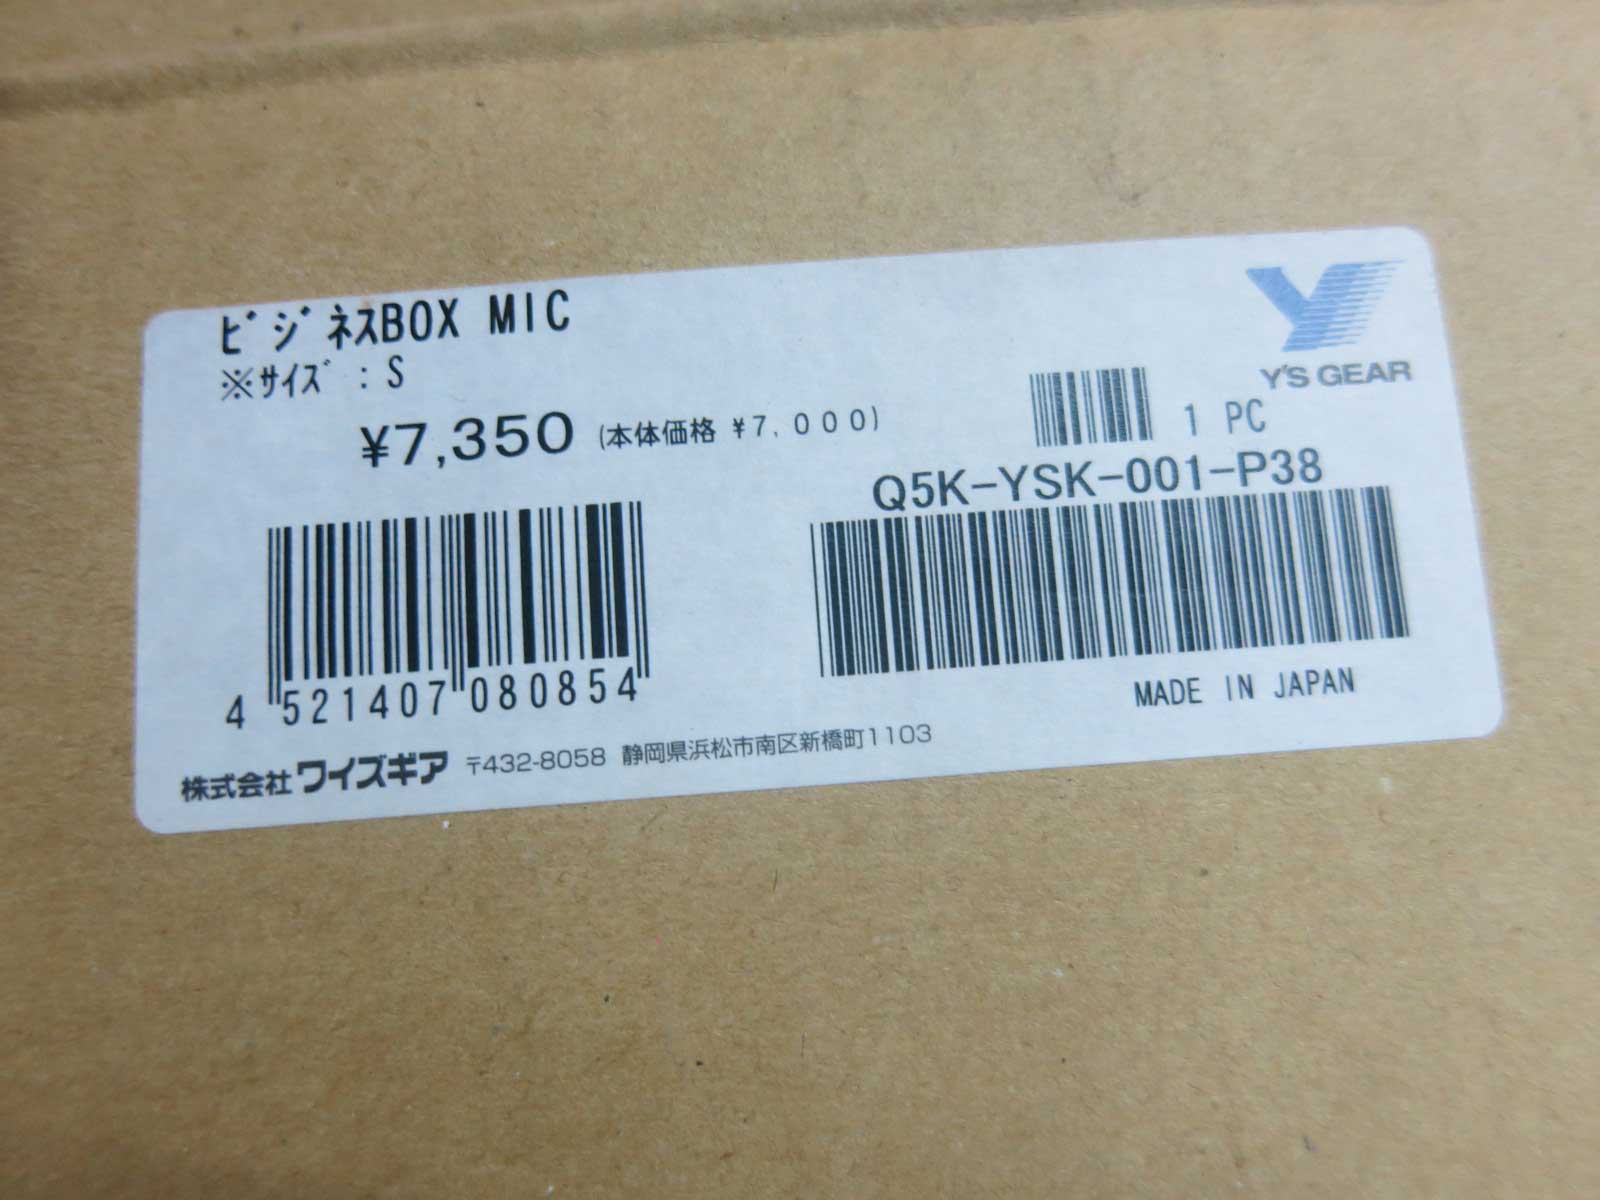 ﾋﾞｼﾞﾈｽBOX MIC
※ｻｲｽﾞ : S
¥7,350 (本体価格 ¥7,000)
Y'S GEAR
1 PC
Q5K-YSK-001-P38
4 521407 080854
MADE IN JAPAN
株式会社 ワイズギア 〒432-8058 静岡県浜松市南区新橋町1103